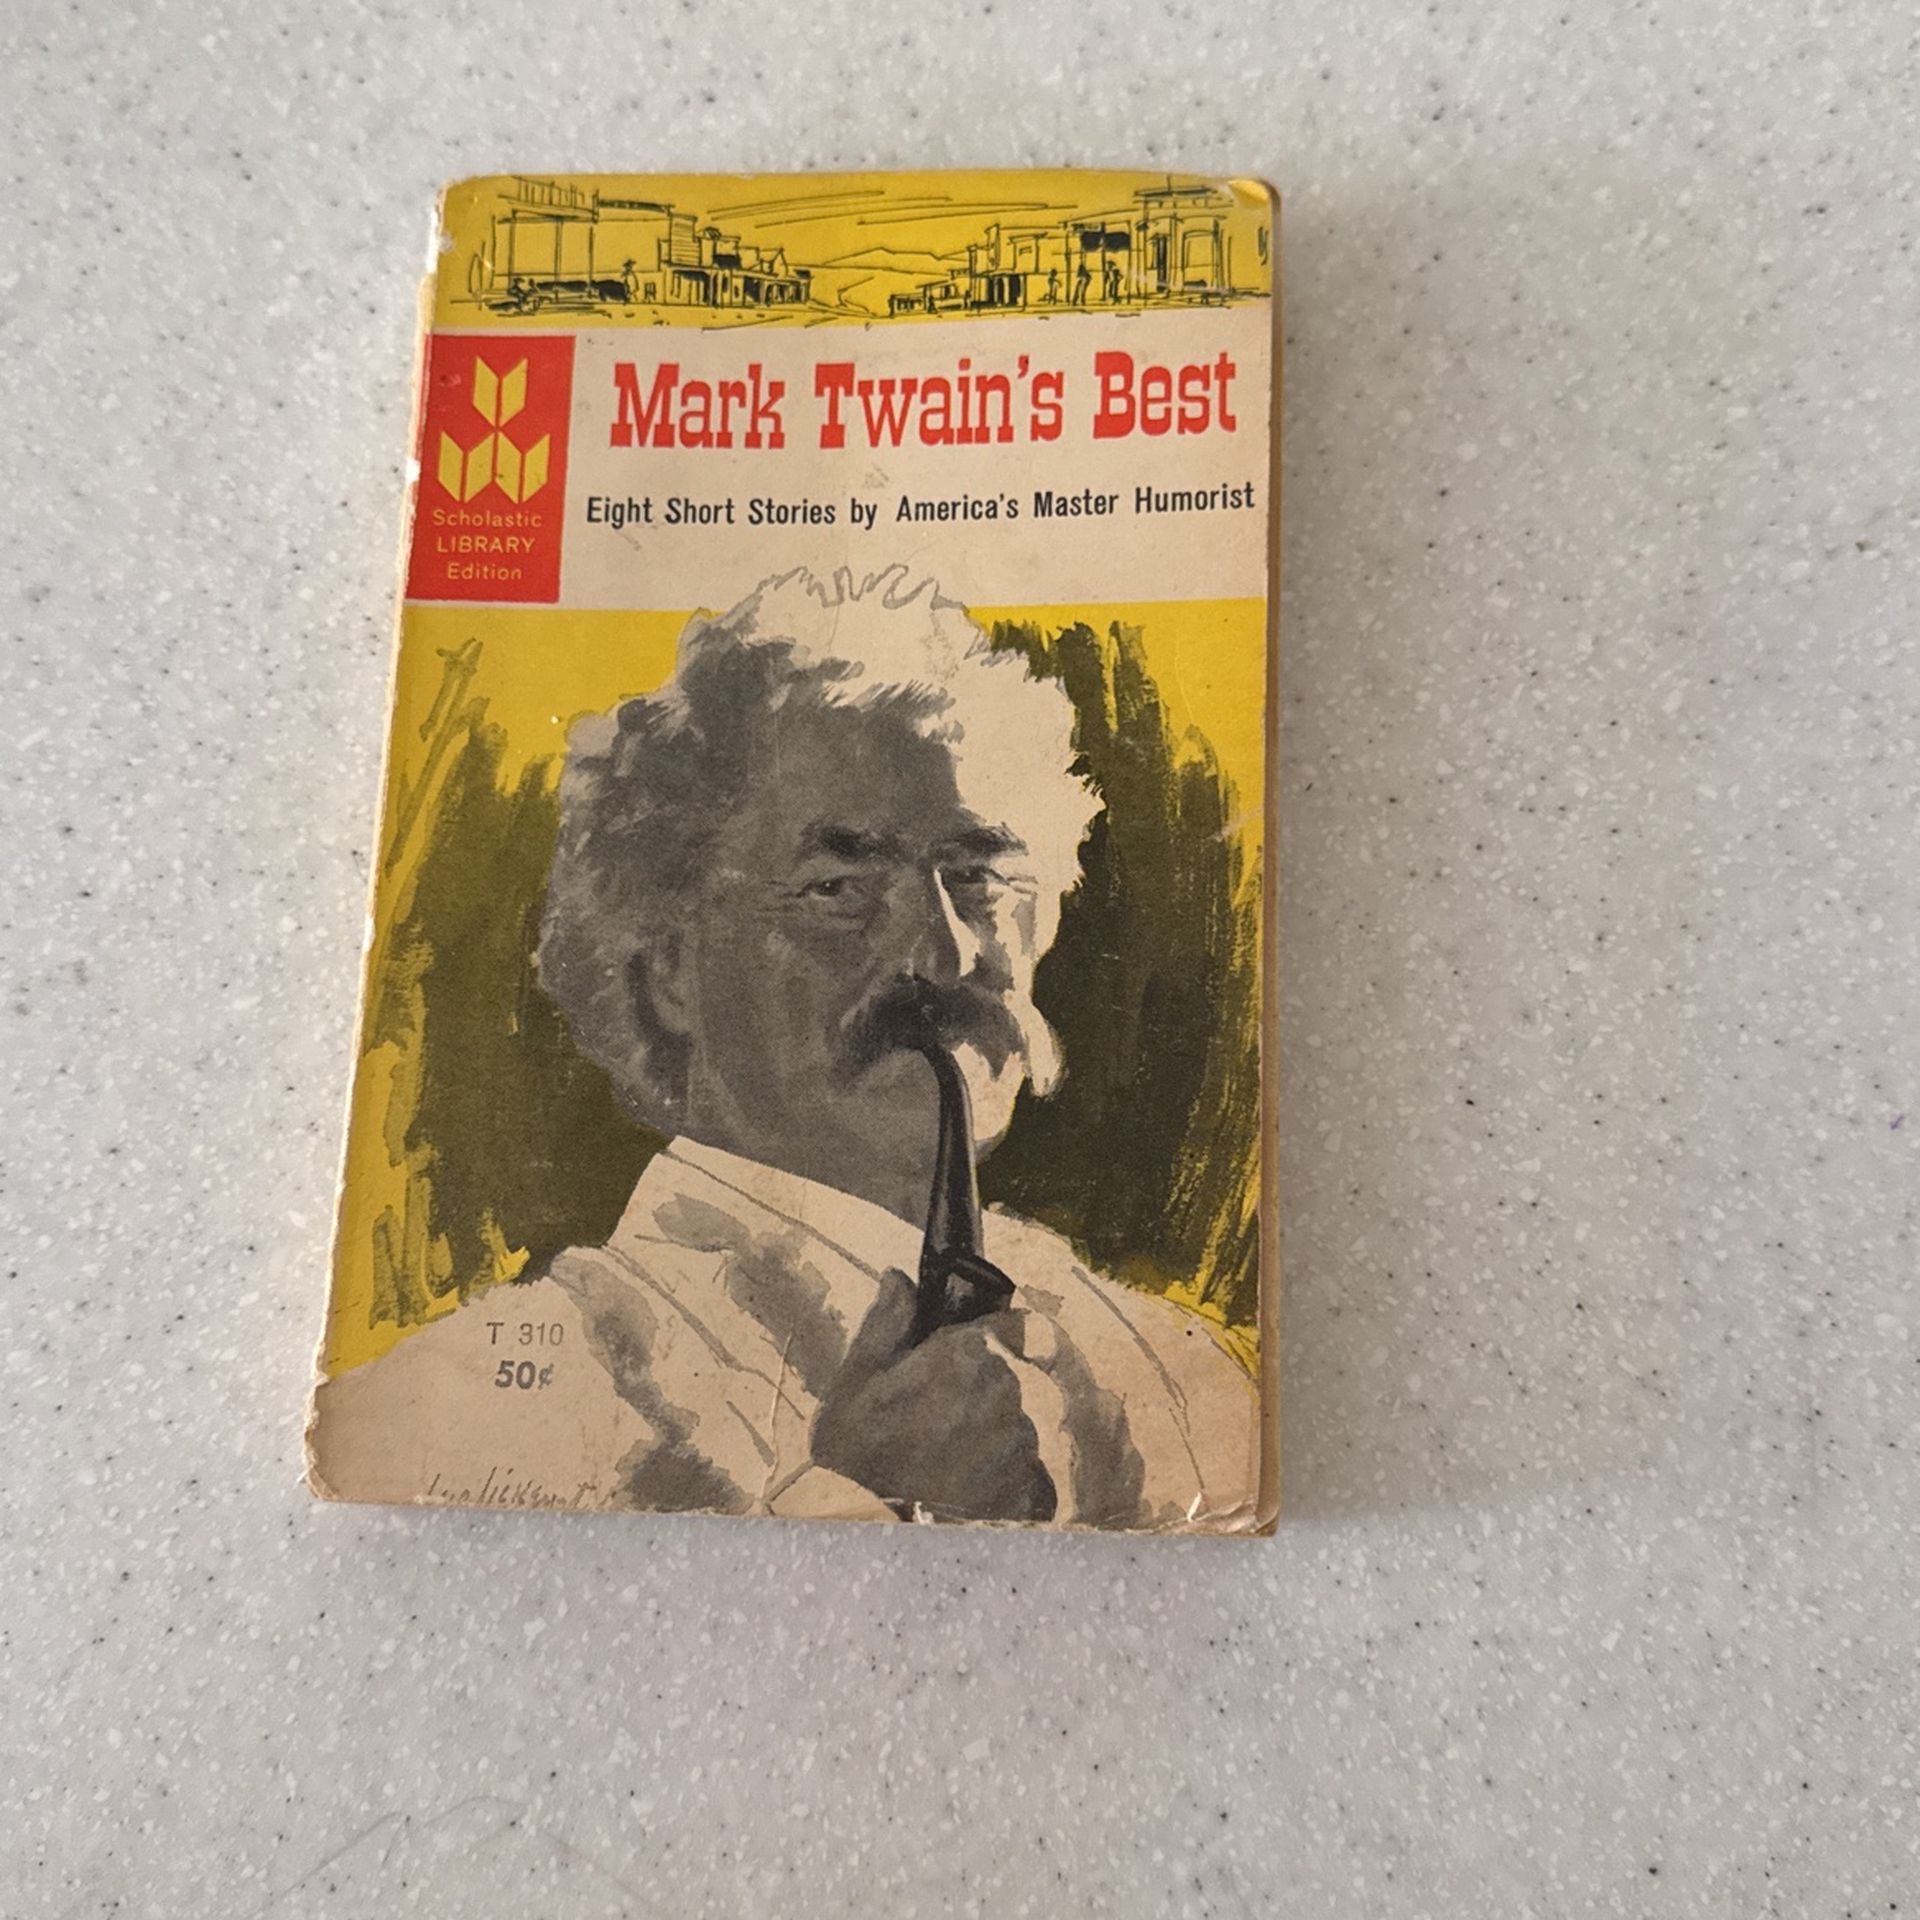 Mark Twain's Best
Eight Short Stories by America's Master Humorist
Scholastic
LIBRARY
Edition
T 310
50¢